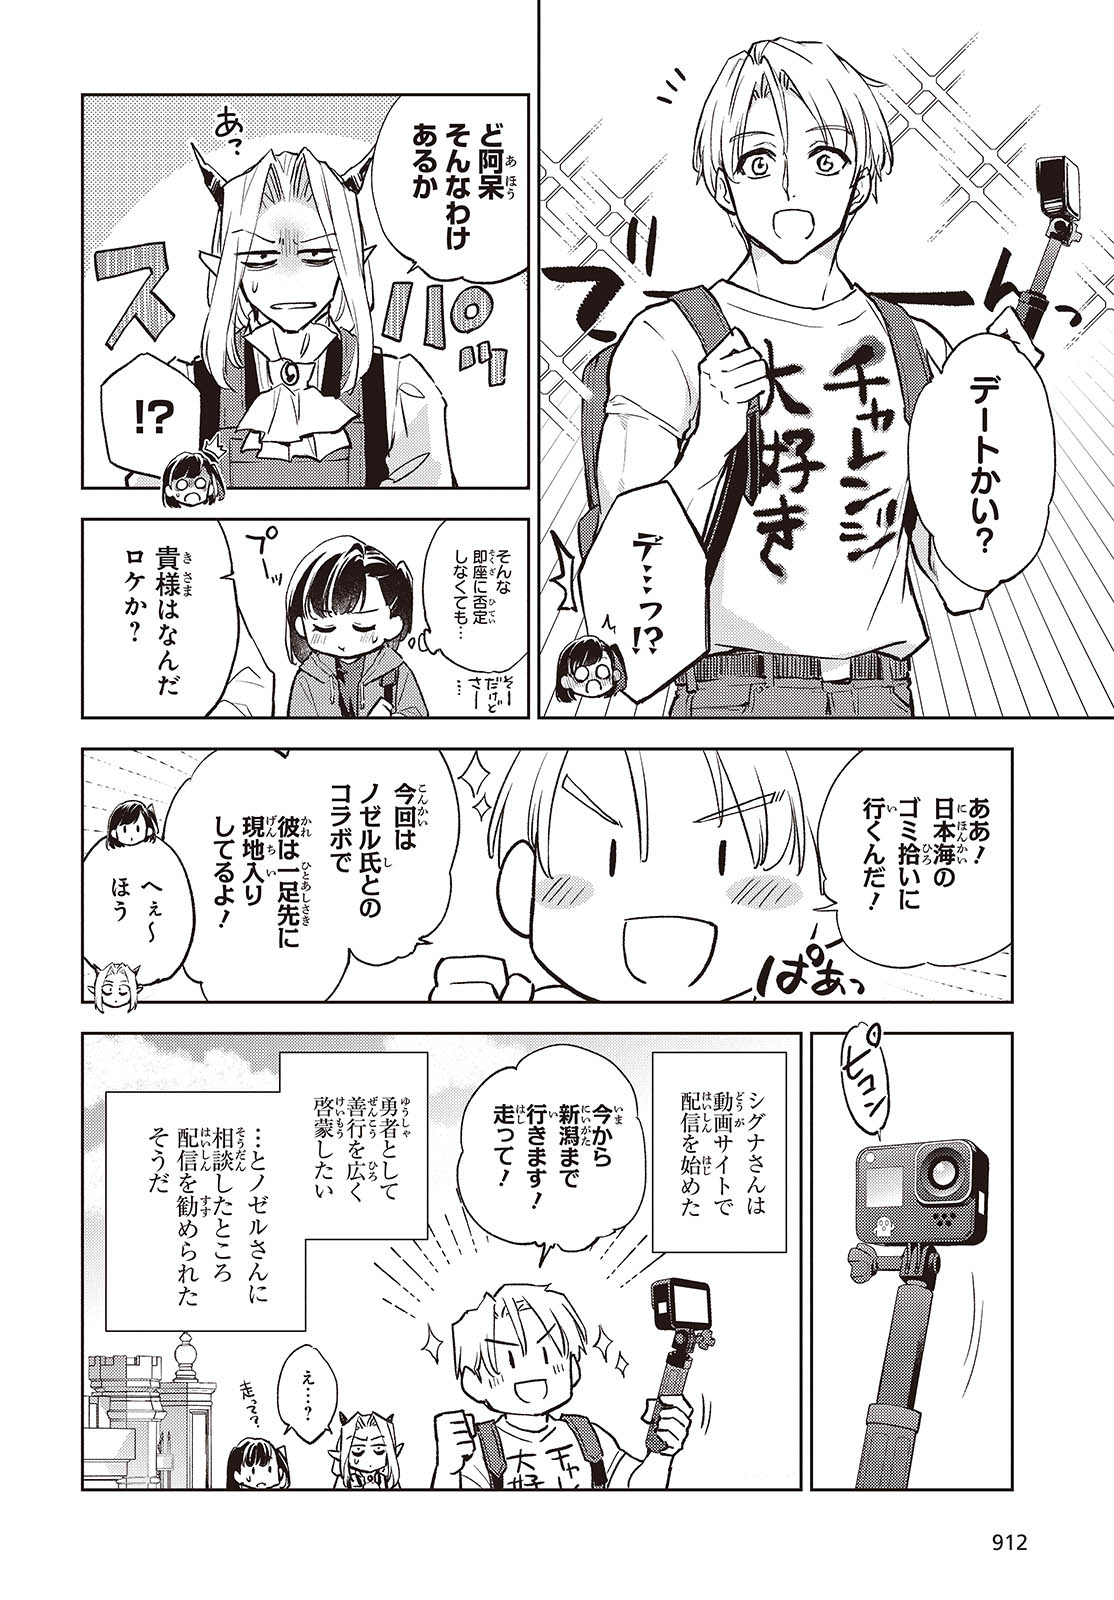 でーーんっ
デートかい？
チャレンジ
大好き
デ…っ!?
ど阿呆
そんなわけ
あるか
あ？
スパッ
!?
そんな
即座に否定
しなくても…
そー
だけど
さー
…
プー
貴様はなんだ
ロケか？
ああ！
日本海の
ゴミ拾いに
行くんだ！
ぱあっ
今回は
ノゼル氏との
コラボで
彼は一足先に
現地入り
してるよ！
へぇ〜
ほう
ピコン
シグナさんは
動画サイトで
配信を始めた
今から
新潟まで
行きます！
走って！
勇者として
善行を広く
啓蒙したい
…とノゼルさんに
相談したところ
配信を勧められた
そうだ
え…？
走って？
チャレ
大好
912